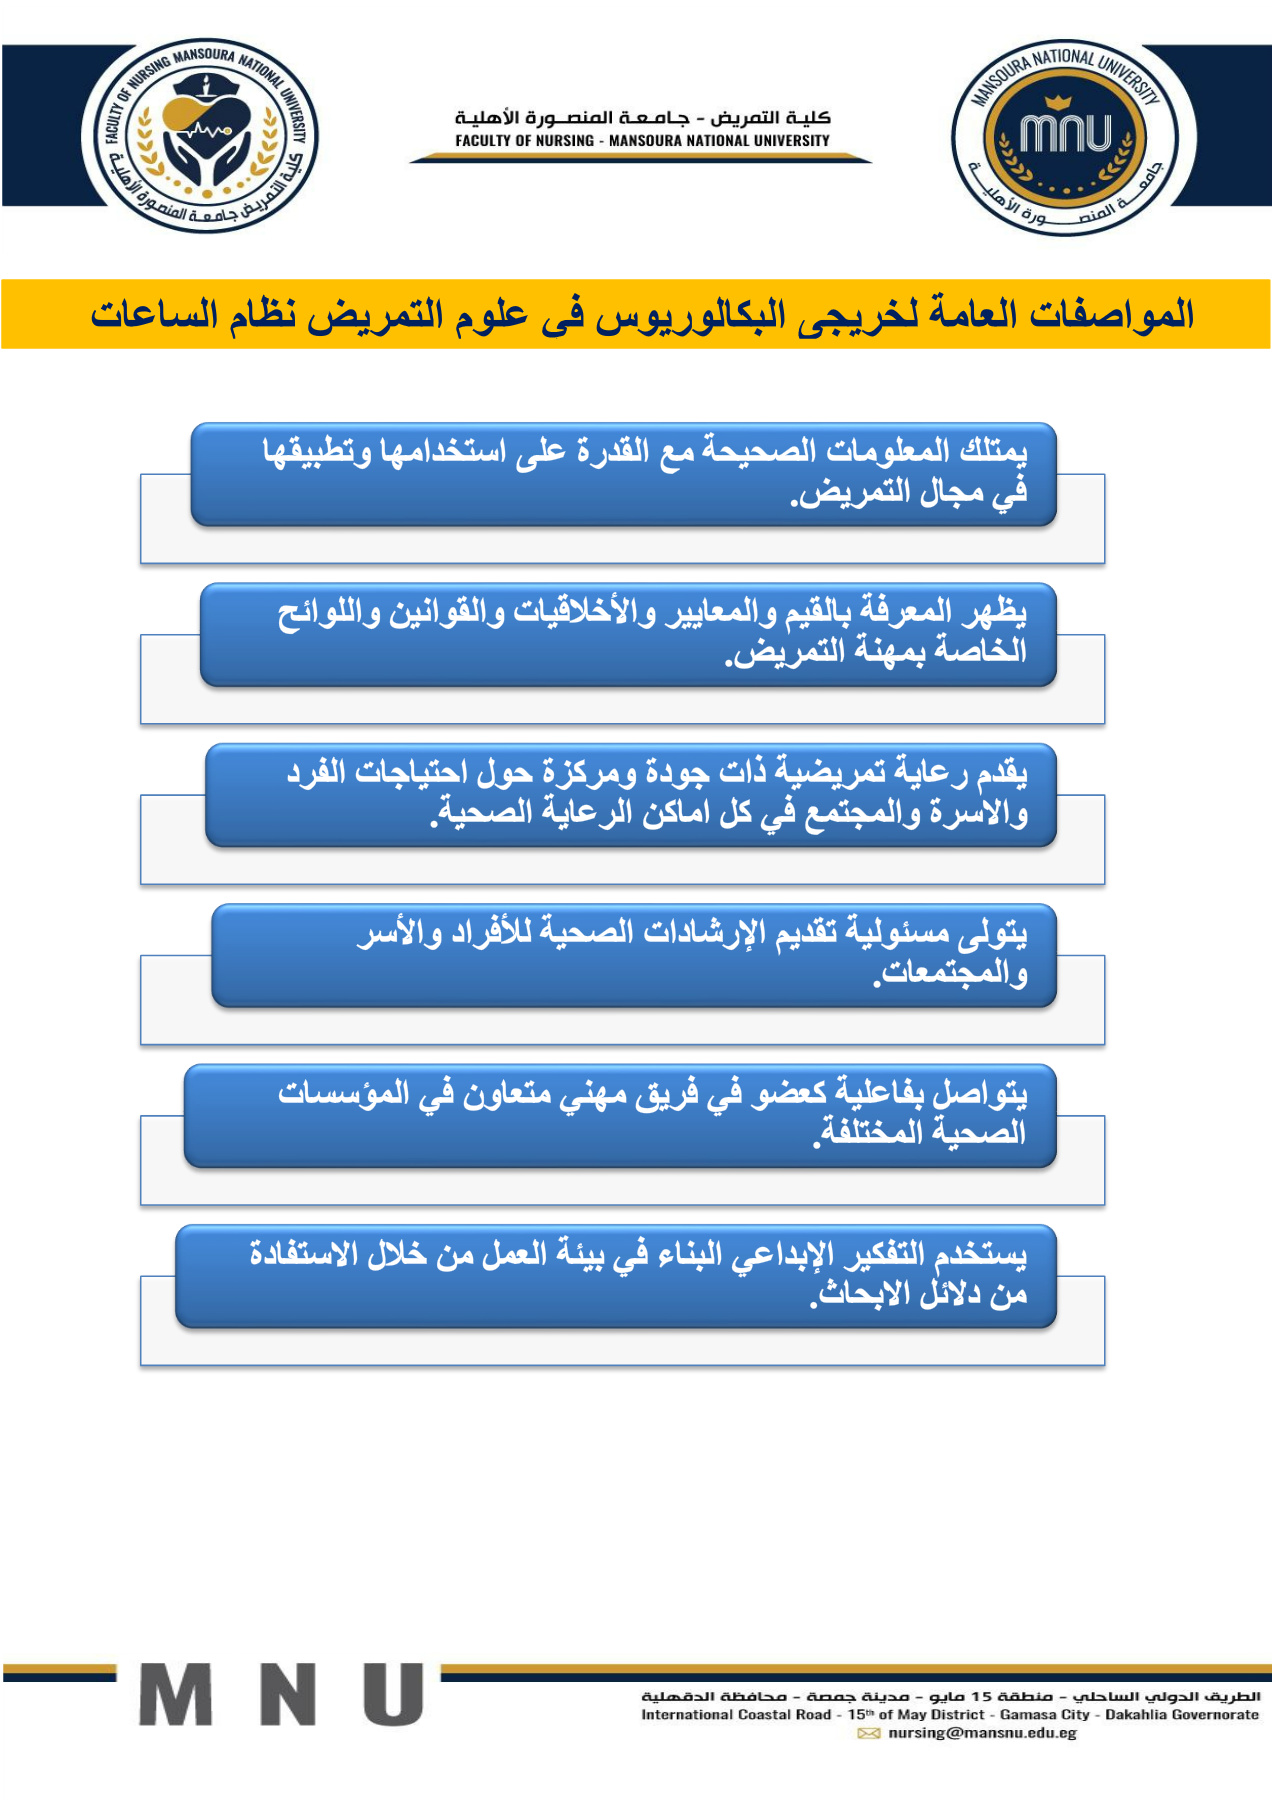 FACULTY OF NURSING MANSOURA NATIONAL UNIVERSITY
كلية التمريض جامعة المنصورة الأهلية
كلية التمريض - جامعة المنصورة الأهلية
FACULTY OF NURSING - MANSOURA NATIONAL UNIVERSITY
MANSOURA NATIONAL UNIVERSITY
mnu
جامعة المنصورة الأهلية
المواصفات العامة لخريجى البكالوريوس فى علوم التمريض نظام الساعات
يمتلك المعلومات الصحيحة مع القدرة على استخدامها وتطبيقها
في مجال التمريض.
يظهر المعرفة بالقيم والمعايير والأخلاقيات والقوانين واللوائح
الخاصة بمهنة التمريض.
يقدم رعاية تمريضية ذات جودة ومركزة حول احتياجات الفرد
والاسرة والمجتمع في كل اماكن الرعاية الصحية.
يتولى مسئولية تقديم الإرشادات الصحية للأفراد والأسر
والمجتمعات.
يتواصل بفاعلية كعضو في فريق مهني متعاون في المؤسسات
الصحية المختلفة.
يستخدم التفكير الإبداعي البناء في بيئة العمل من خلال الاستفادة
من دلائل الابحاث.
M N U
الطريق الدولي الساحلي - منطقة 15 مايو - مدينة جمصة - محافظة الدقهلية
International Coastal Road - 15th of May District - Gamasa City - Dakahlia Governorate
nursing@mansnu.edu.eg